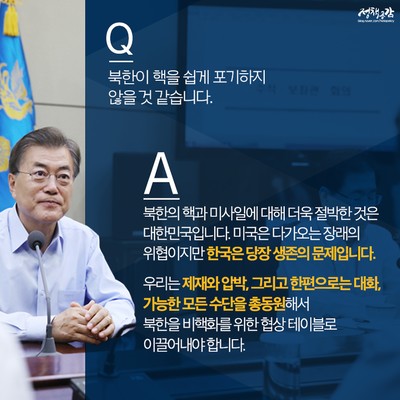 정책공감
Q
북한이 핵을 쉽게 포기하지
않을 것 같습니다.
A
북한의 핵과 미사일에 대해 더욱 절박한 것은
대한민국입니다. 미국은 다가오는 장래의
위협이지만 한국은 당장 생존의 문제입니다.
우리는 제재와 압박, 그리고 한편으로는 대화,
가능한 모든 수단을 총동원해서
북한을 비핵화를 위한 협상 테이블로
이끌어내야 합니다.